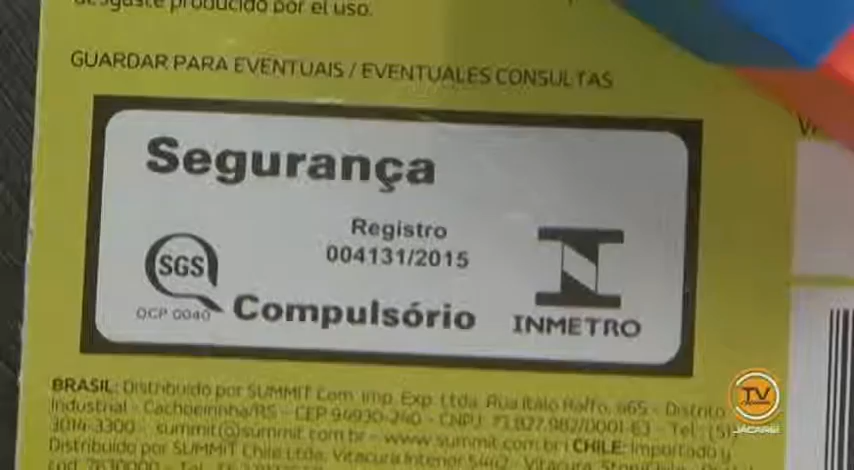 desgaste producido por el uso.
GUARDAR PARA EVENTUAIS / EVENTUALES CONSULTAS
Segurança
Registro
004131/2015
SGS
OCP 0040
Compulsório
INMETRO
BRASIL: Distribuído por SUMMIT Com. Imp. Exp. Ltda. Rua Ítalo Raffo, 465 - Distrito
Industrial - Cachoeirinha/RS - CEP 94930-240 - CNPJ: 73.827.982/0001-63 - Tel.: (51)
3014-3300 - summit@summit.com.br - www.summit.com.br | CHILE: Importado y
Distribuído por SUMMIT Chile Ltda. Vitacura Interior 5462 Vitacura
TV
JACAREÍ